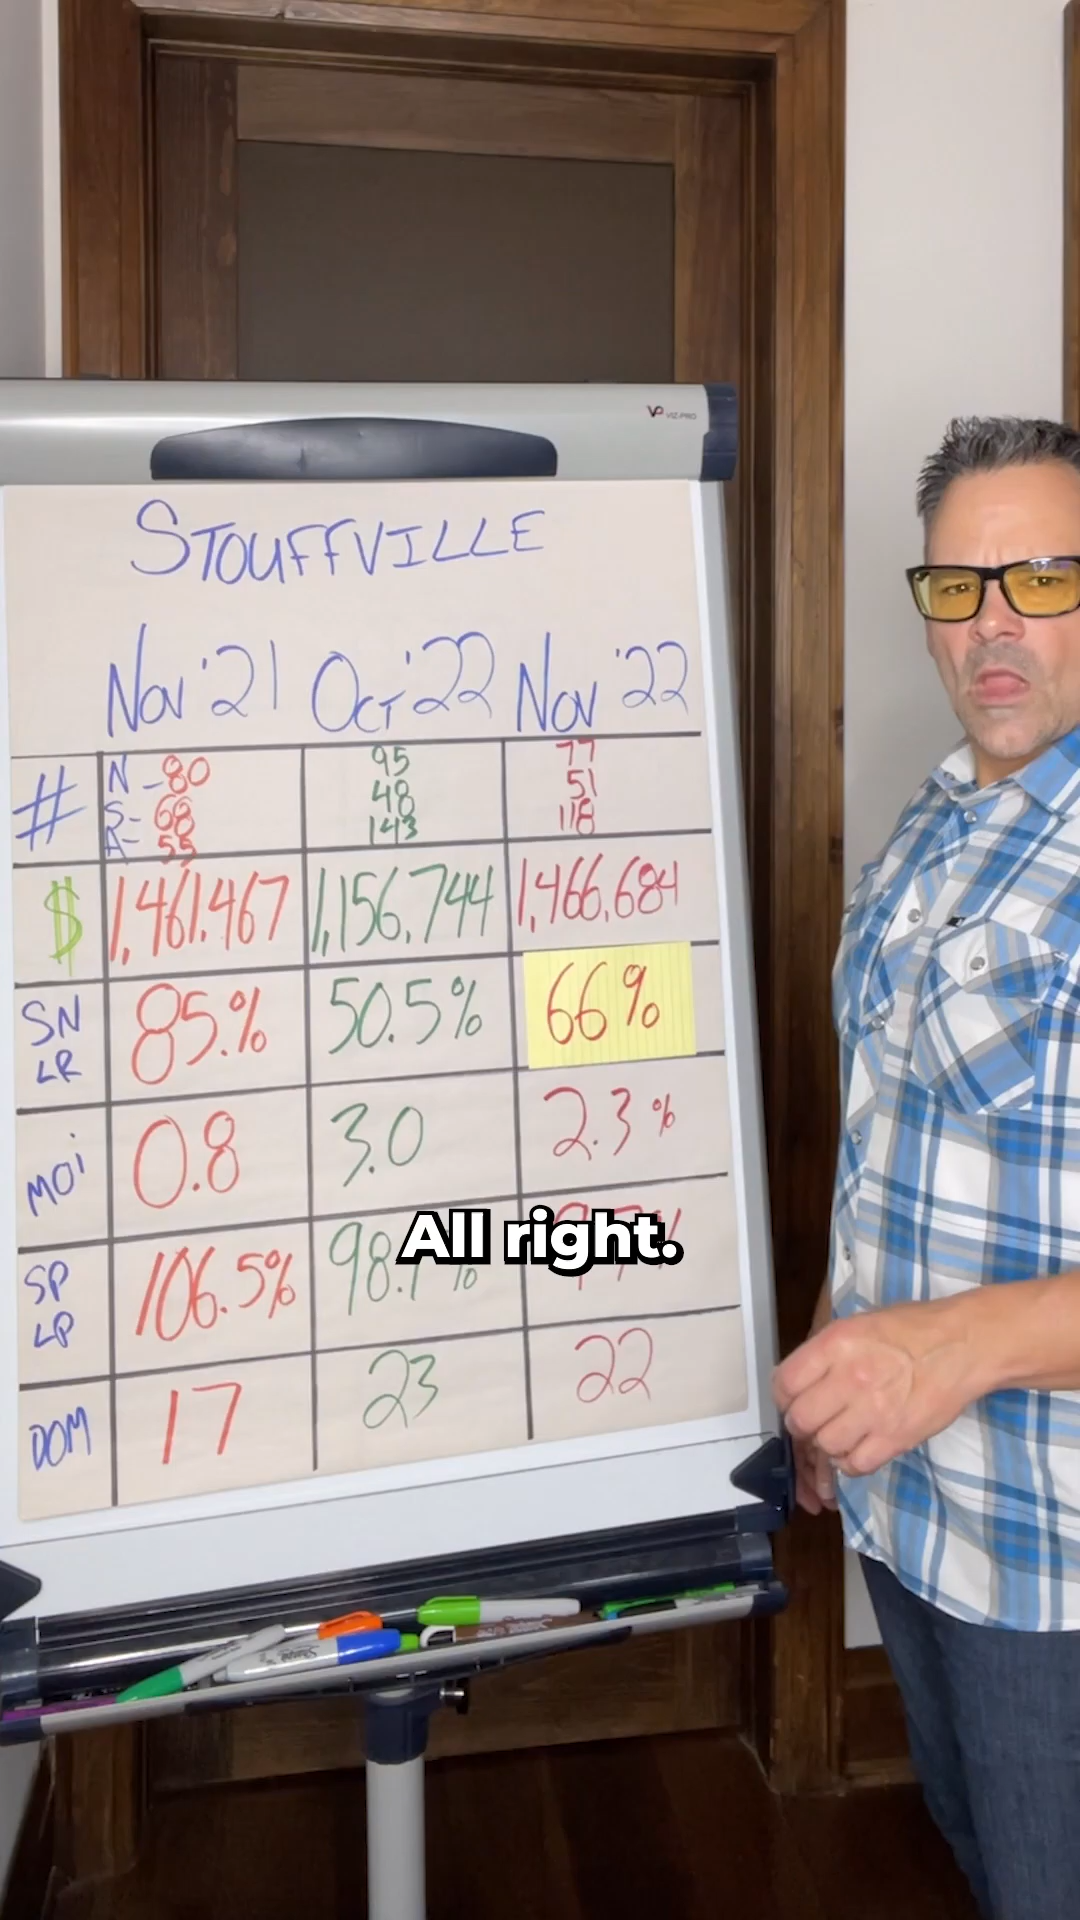 VP VIZ-PRO
STOUFFVILLE
Nov '21 Oct '22 Nov '22
# N - 80 95 77
S - 68 48 51
A - 55 143 118
$ 1,461,467 1,156,744 1,466,684
SN LR 85.% 50.5% 66%
MOi 0.8 3.0 2.3 %
All right.
SP LP 106.5%
DOM 17 23 22